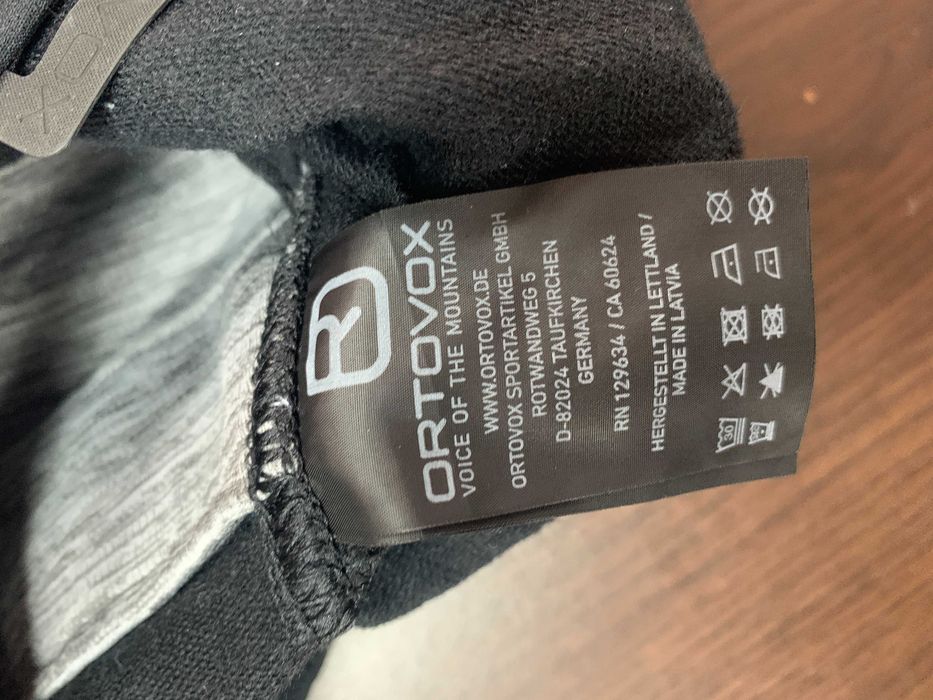 ORTOVOX
VOICE OF THE MOUNTAINS
WWW.ORTOVOX.DE
ORTOVOX SPORTARTIKEL GMBH
ROTWANDWEG 5
D-82024 TAUFKIRCHEN
GERMANY
RN 129634 / CA 60624
HERGESTELLT IN LETTLAND /
MADE IN LATVIA
30